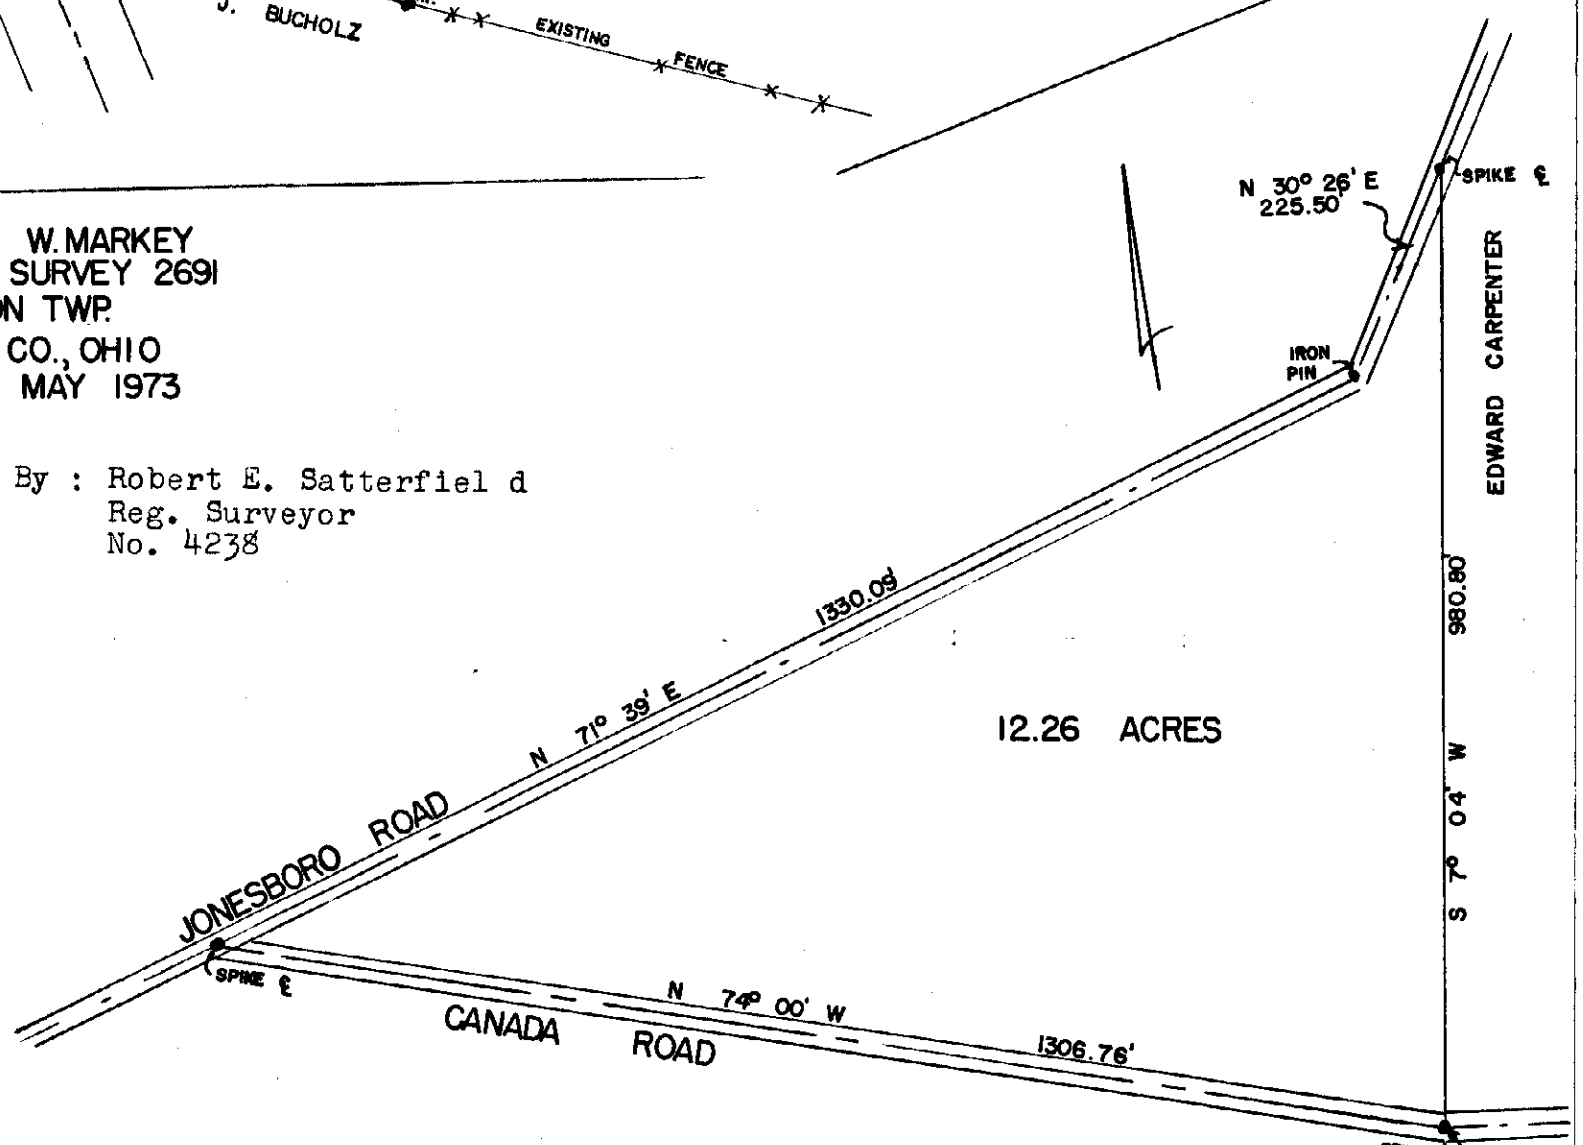 J. BUCHOLZ
EXISTING FENCE
W. MARKEY
SURVEY 2691
ON TWP.
CO., OHIO
MAY 1973
By : Robert E. Satterfiel d
Reg. Surveyor
No. 4238
N 30° 26' E
225.50'
SPIKE ℄
IRON
PIN
EDWARD CARPENTER
980.80'
S 7° 04' W
1330.09'
N 71° 39' E
12.26 ACRES
JONESBORO ROAD
SPIKE ℄
N 74° 00' W
1306.76'
CANADA ROAD